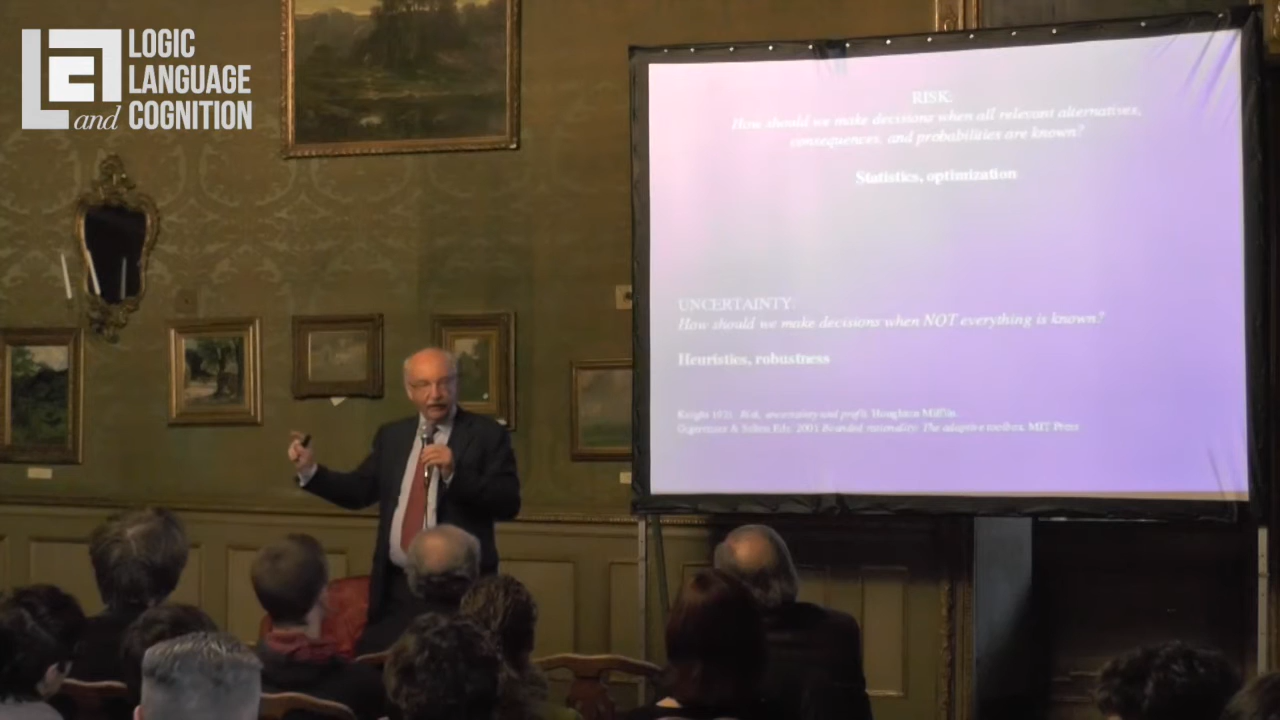 LOGIC
LANGUAGE
and COGNITION
RISK:
How should we make decisions when all relevant alternatives,
consequences, and probabilities are known?
Statistics, optimization
UNCERTAINTY:
How should we make decisions when NOT everything is known?
Heuristics, robustness
Knight 1921 Risk, uncertainty and profit. Houghton Mifflin.
& Selten Eds. 2001 Bounded rationality: The adaptive toolbox. MIT Press